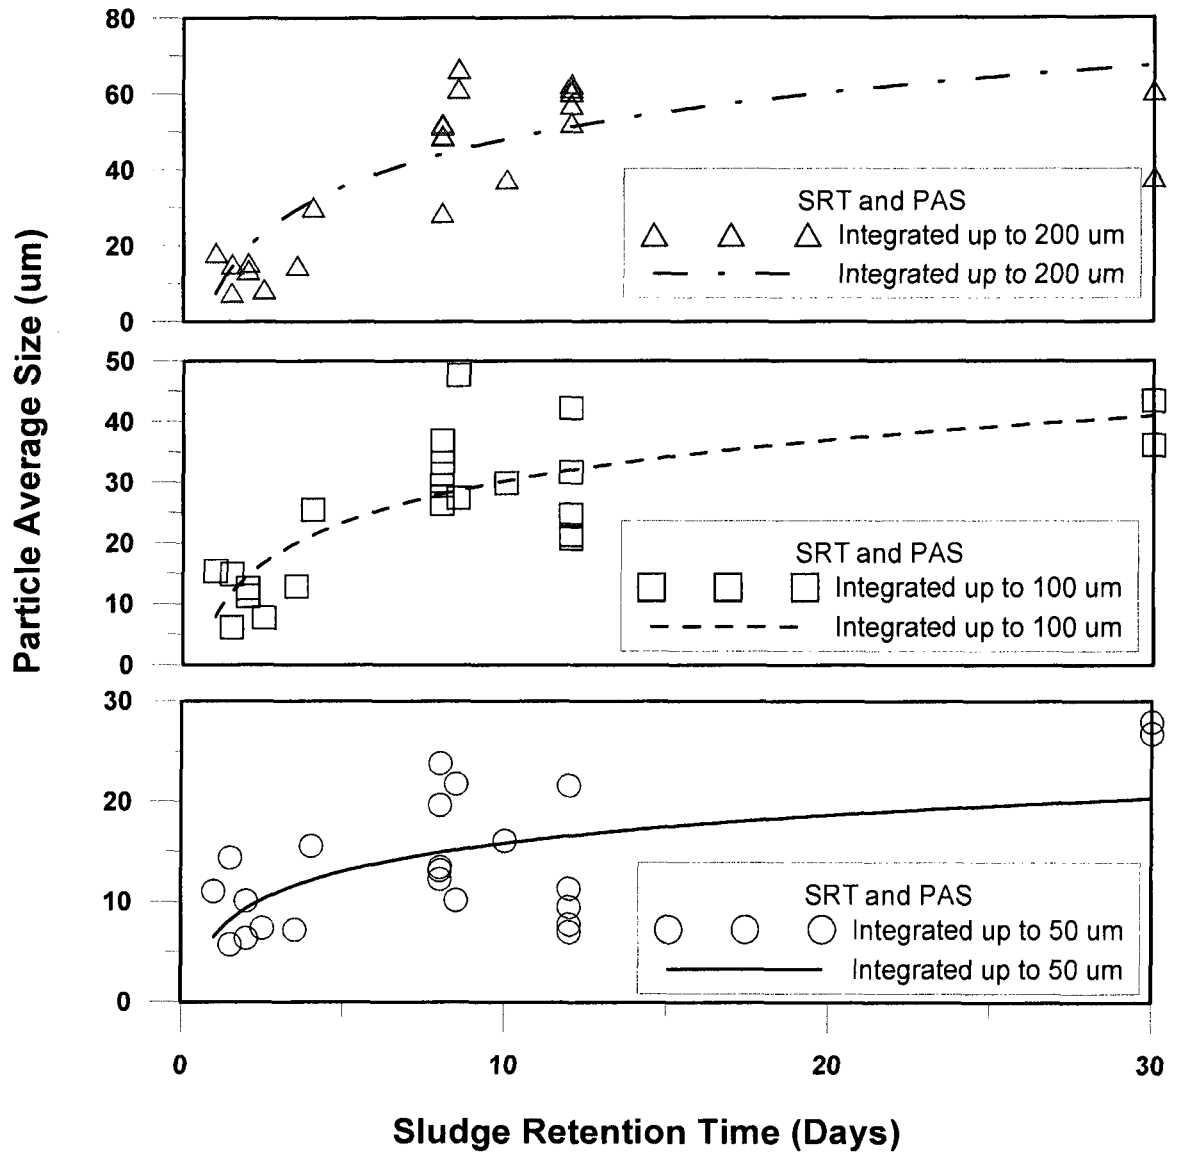 80
60
40
20
0
SRT and PAS
Integrated up to 200 um
Integrated up to 200 um
50
40
30
20
10
0
SRT and PAS
Integrated up to 100 um
Integrated up to 100 um
30
20
10
0
SRT and PAS
Integrated up to 50 um
Integrated up to 50 um
Particle Average Size (um)
0 10 20 30
Sludge Retention Time (Days)